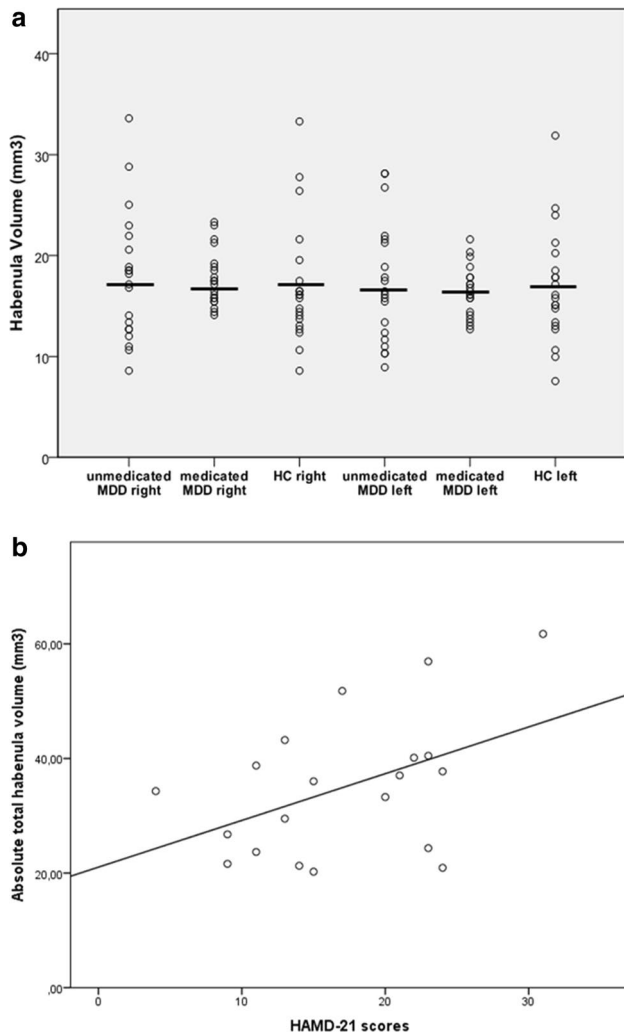 a
Habenula Volume (mm3)
40
30
20
10
0
unmedicated MDD right
medicated MDD right
HC right
unmedicated MDD left
medicated MDD left
HC left
b
Absolute total habenula volume (mm3)
60,00
40,00
20,00
,00
0
10
20
30
HAMD-21 scores